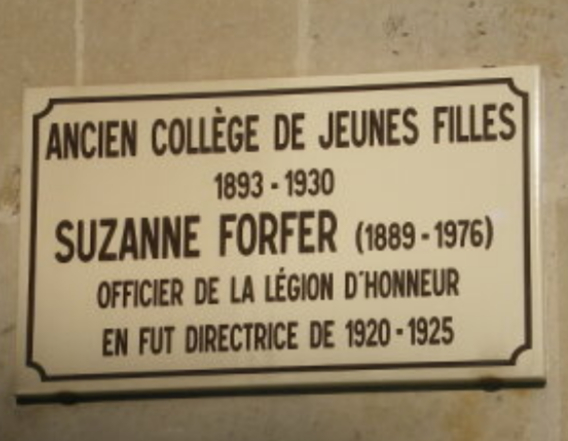 ANCIEN COLLÈGE DE JEUNES FILLES
1893 - 1930
SUZANNE FORFER (1889 - 1976)
OFFICIER DE LA LÉGION D'HONNEUR
EN FUT DIRECTRICE DE 1920 - 1925